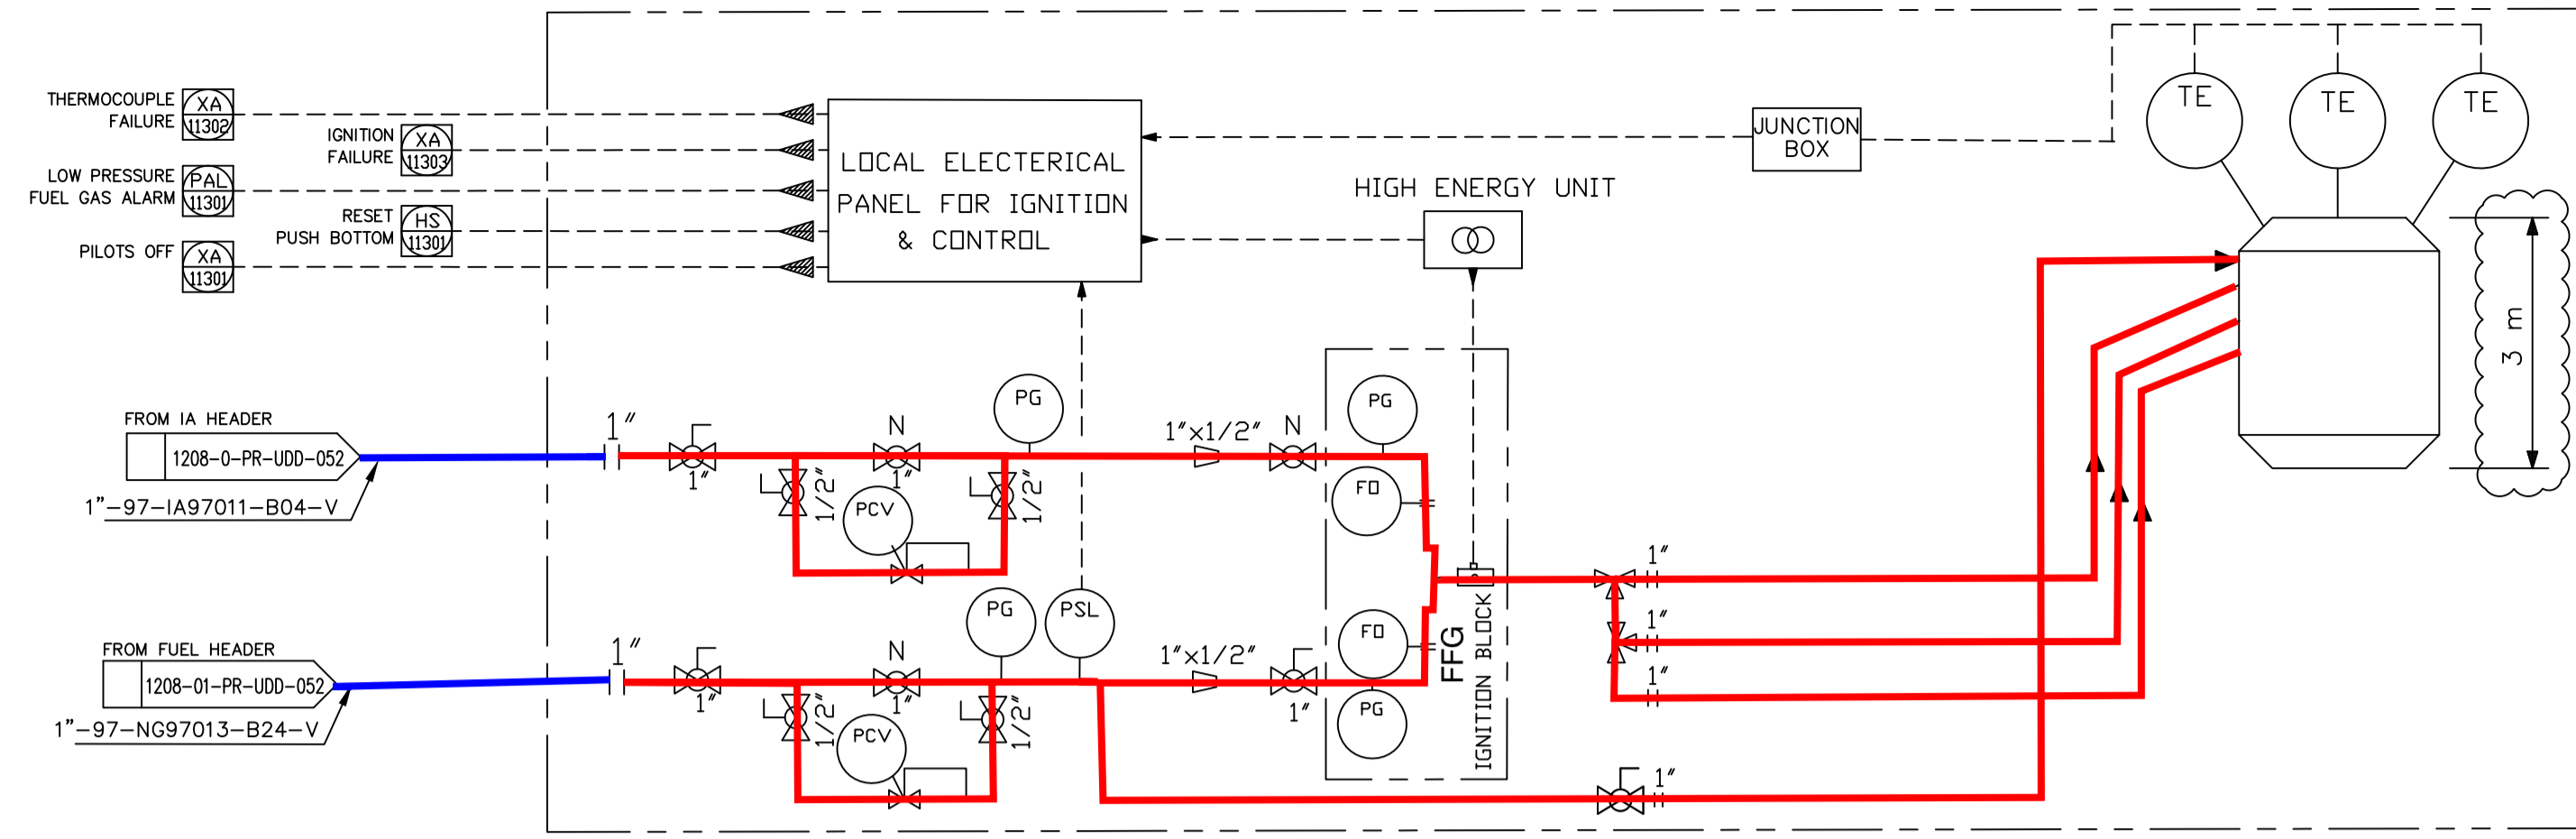 THERMOCOUPLE
FAILURE
XA
11302
IGNITION
FAILURE
XA
11303
LOW PRESSURE
FUEL GAS ALARM
PAL
11301
RESET
PUSH BOTTOM
HS
11301
PILOTS OFF
XA
11301
LOCAL ELECTERICAL
PANEL FOR IGNITION
& CONTROL
JUNCTION
BOX
HIGH ENERGY UNIT
TE
TE
TE
3 m
FROM IA HEADER
1208-0-PR-UDD-052
1"-97-IA97011-B04-V
1"
1"
N
1"
1/2"
PCV
1/2"
PG
1"x1/2"
N
PG
FO
FROM FUEL HEADER
1208-01-PR-UDD-052
1"-97-NG97013-B24-V
1"
1"
N
1"
1/2"
PCV
1/2"
PG
PSL
1"x1/2"
1"
FO
PG
FFG
IGNITION BLOCK
1"
1"
1"
1"